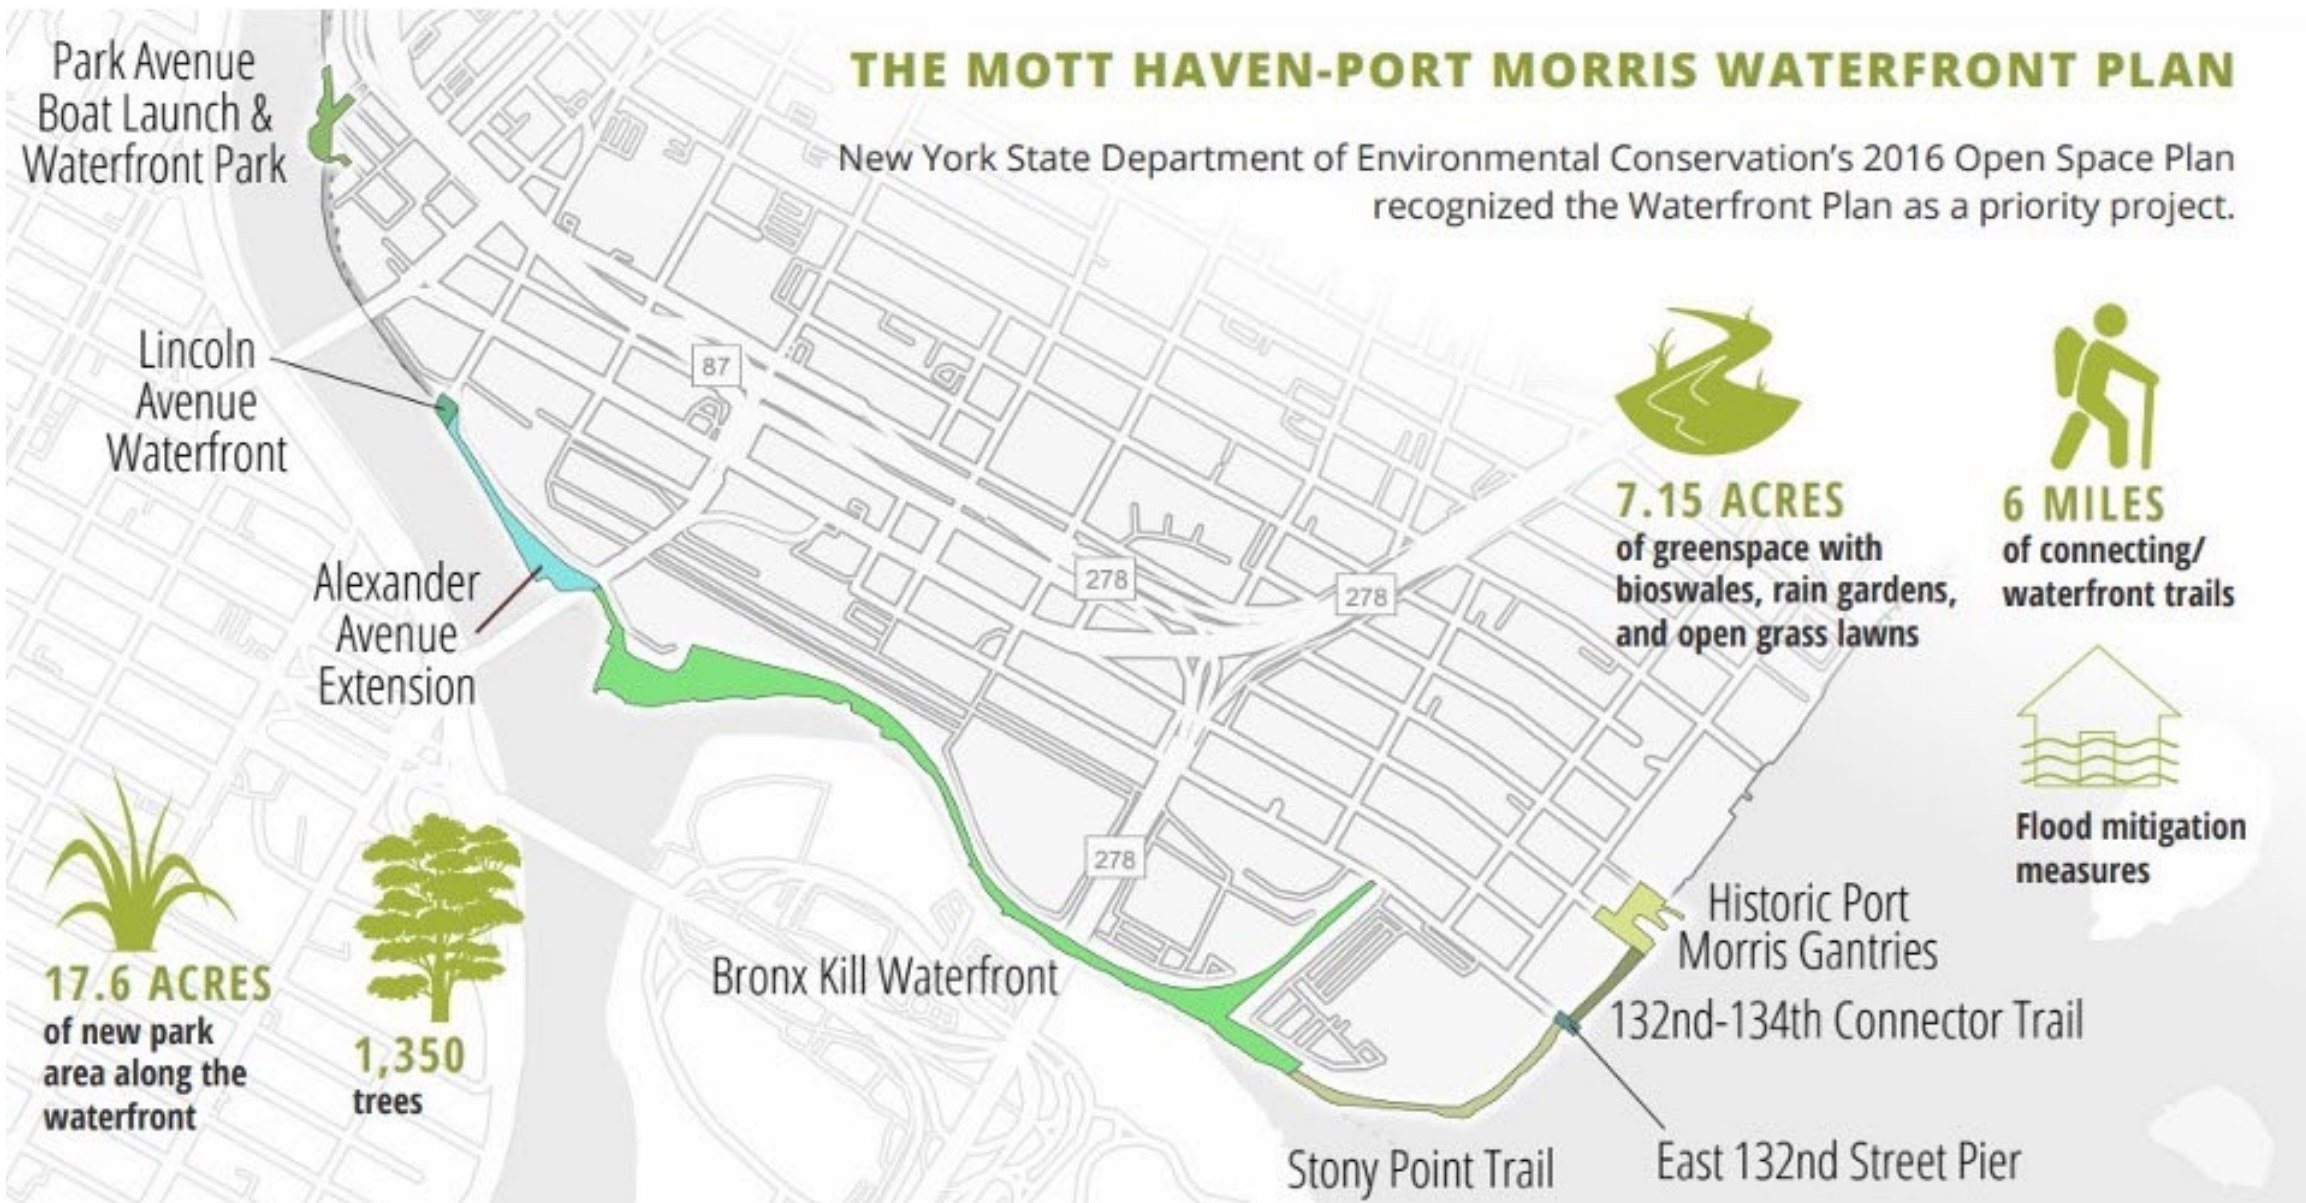 THE MOTT HAVEN-PORT MORRIS WATERFRONT PLAN
New York State Department of Environmental Conservation's 2016 Open Space Plan
recognized the Waterfront Plan as a priority project.
Park Avenue
Boat Launch &
Waterfront Park
Lincoln
Avenue
Waterfront
87
Alexander
Avenue
Extension
278
278
278
7.15 ACRES
of greenspace with
bioswales, rain gardens,
and open grass lawns
6 MILES
of connecting/
waterfront trails
Flood mitigation
measures
17.6 ACRES
of new park
area along the
waterfront
1,350
trees
Bronx Kill Waterfront
Historic Port
Morris Gantries
132nd-134th Connector Trail
Stony Point Trail
East 132nd Street Pier